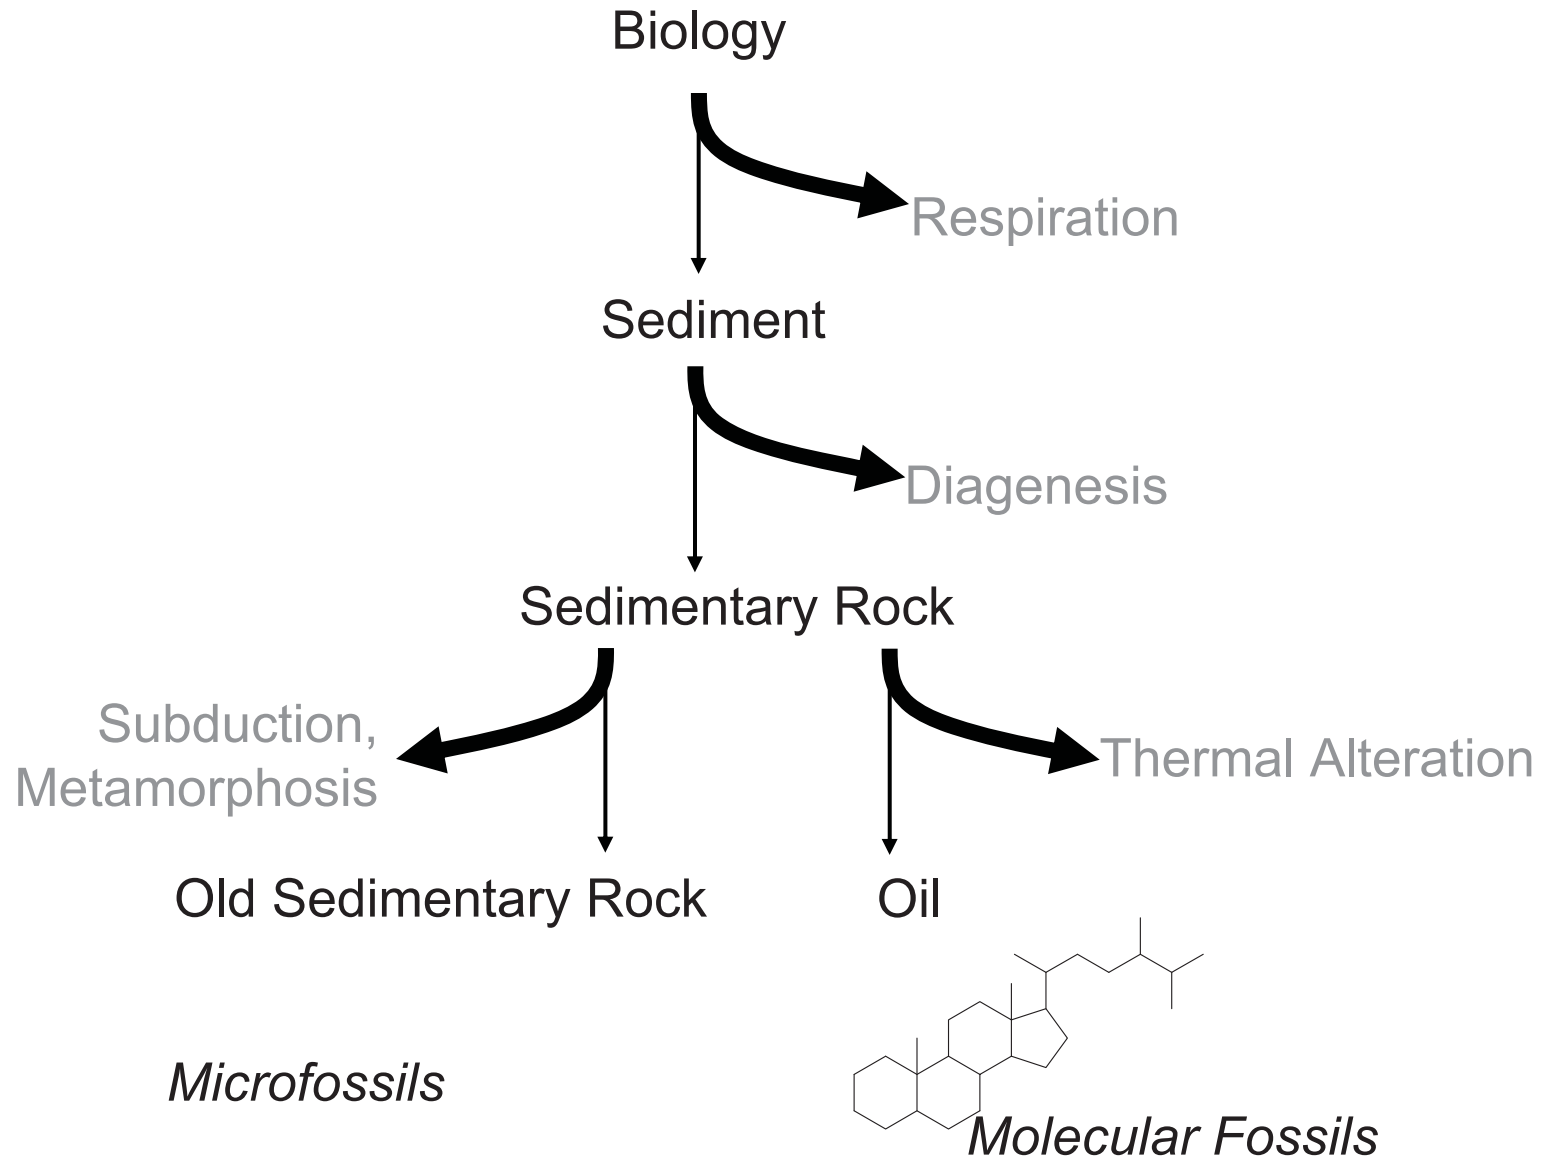 Biology
Respiration
Sediment
Diagenesis
Sedimentary Rock
Subduction,
Metamorphosis
Thermal Alteration
Old Sedimentary Rock
Oil
Microfossils
Molecular Fossils